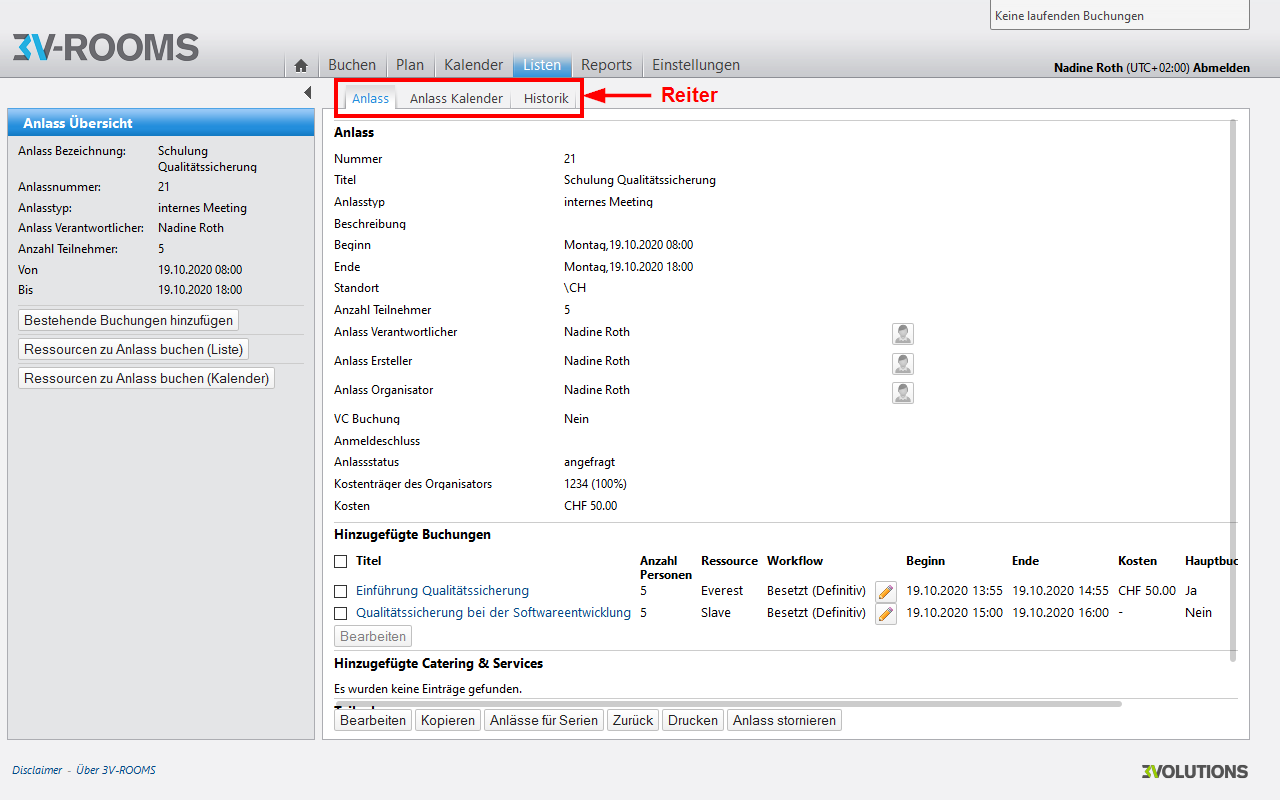 Keine laufenden Buchungen
3V-ROOMS
Buchen Plan Kalender Listen Reports Einstellungen
Nadine Roth (UTC+02:00) Abmelden
Anlass Anlass Kalender Historik
Reiter
Anlass Übersicht
Anlass Bezeichnung: Schulung
Qualitätssicherung
Anlassnummer: 21
Anlasstyp: internes Meeting
Anlass Verantwortlicher: Nadine Roth
Anzahl Teilnehmer: 5
Von 19.10.2020 08:00
Bis 19.10.2020 18:00
Bestehende Buchungen hinzufügen
Ressourcen zu Anlass buchen (Liste)
Ressourcen zu Anlass buchen (Kalender)
Anlass
Nummer 21
Titel Schulung Qualitätssicherung
Anlasstyp internes Meeting
Beschreibung
Beginn Montag,19.10.2020 08:00
Ende Montag,19.10.2020 18:00
Standort \CH
Anzahl Teilnehmer 5
Anlass Verantwortlicher Nadine Roth
Anlass Ersteller Nadine Roth
Anlass Organisator Nadine Roth
VC Buchung Nein
Anmeldeschluss
Anlassstatus angefragt
Kostenträger des Organisators 1234 (100%)
Kosten CHF 50.00
Hinzugefügte Buchungen
Titel Anzahl Personen Ressource Workflow Beginn Ende Kosten Hauptbuc
Einführung Qualitätssicherung 5 Everest Besetzt (Definitiv) 19.10.2020 13:55 19.10.2020 14:55 CHF 50.00 Ja
Qualitätssicherung bei der Softwareentwicklung 5 Slave Besetzt (Definitiv) 19.10.2020 15:00 19.10.2020 16:00 - Nein
Bearbeiten
Hinzugefügte Catering & Services
Es wurden keine Einträge gefunden.
Bearbeiten Kopieren Anlässe für Serien Zurück Drucken Anlass stornieren
Disclaimer - Über 3V-ROOMS
3VOLUTIONS